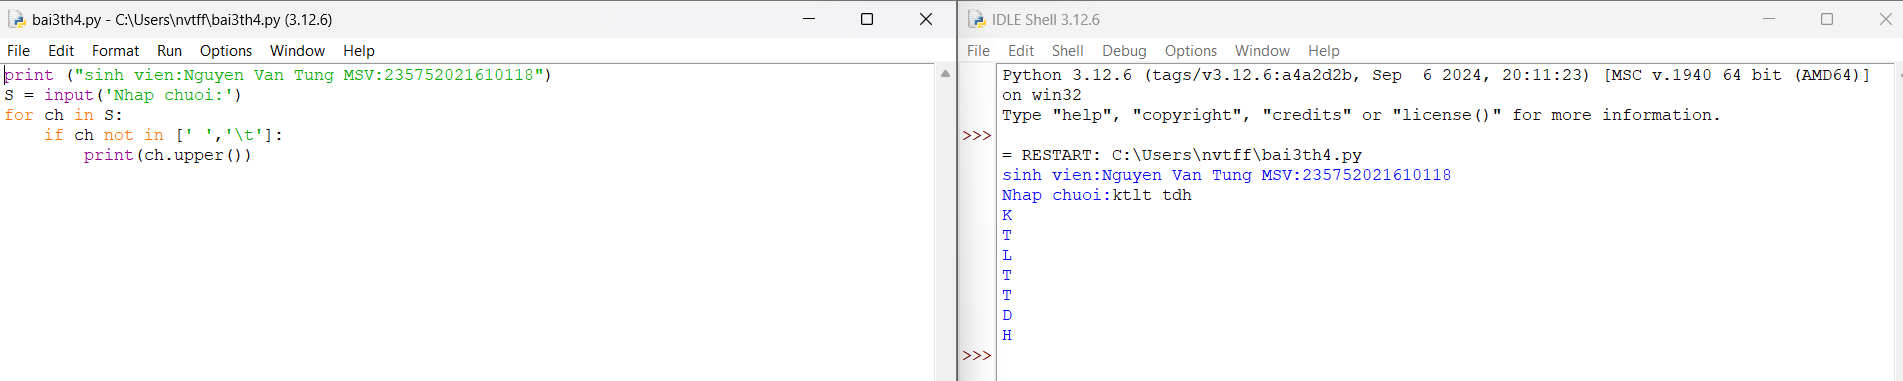 bai3th4.py - C:\Users\nvtff\bai3th4.py (3.12.6)
File Edit Format Run Options Window Help
print ("sinh vien:Nguyen Van Tung MSV:235752021610118")
S = input('Nhap chuoi:')
for ch in S:
    if ch not in [' ','\t']:
        print(ch.upper())
IDLE Shell 3.12.6
File Edit Shell Debug Options Window Help
Python 3.12.6 (tags/v3.12.6:a4a2d2b, Sep  6 2024, 20:11:23) [MSC v.1940 64 bit (AMD64)]
on win32
Type "help", "copyright", "credits" or "license()" for more information.
>>>
= RESTART: C:\Users\nvtff\bai3th4.py
sinh vien:Nguyen Van Tung MSV:235752021610118
Nhap chuoi:ktlt tdh
K
T
L
T
T
D
H
>>>